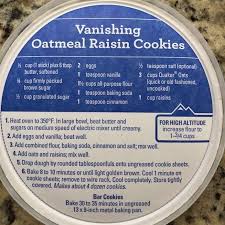 Vanishing
Oatmeal Raisin Cookies
½ cup (1 stick) plus 6 tbsp
butter, softened
¾ cup firmly packed
brown sugar
½ cup granulated sugar
2 eggs
1 teaspoon vanilla
1½ cups all-purpose flour
1 teaspoon baking soda
1 teaspoon cinnamon
½ teaspoon salt (optional)
3 cups Quaker® Oats
(quick or old fashioned,
uncooked)
1 cup raisins
1. Heat oven to 350°F. In large bowl, beat butter and
sugars on medium speed of electric mixer until creamy.
2. Add eggs and vanilla; beat well.
3. Add combined flour, baking soda, cinnamon and salt; mix well.
4. Add oats and raisins; mix well.
5. Drop dough by rounded tablespoonfuls onto ungreased cookie sheets.
6. Bake 8 to 10 minutes or until light golden brown. Cool 1 minute on
cookie sheets; remove to wire rack. Cool completely. Store tightly
covered. Makes about 4 dozen cookies.
FOR HIGH ALTITUDE
increase flour to
1-¾ cups
Bar Cookies
Bake 30 to 35 minutes in ungreased
13 x 9-inch metal baking pan.